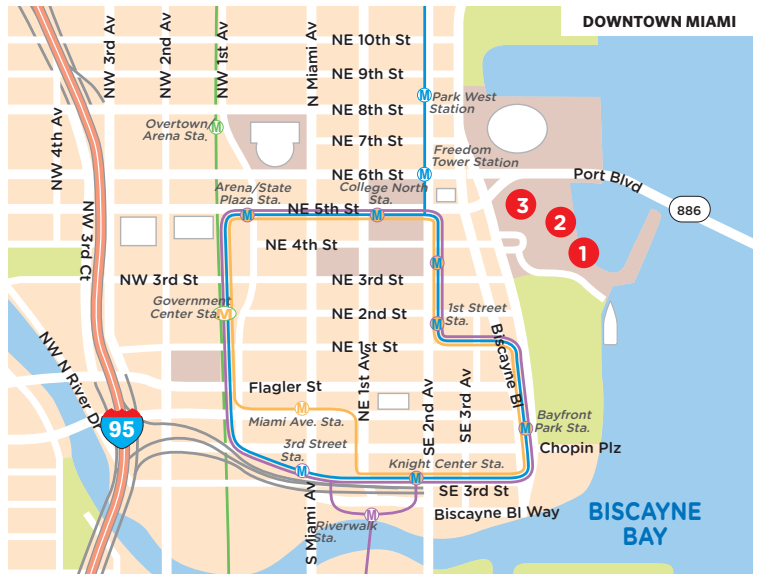 DOWNTOWN MIAMI
NW 3rd Av
NW 2nd Av
NW 1st Av
N Miami Av
NE 10th St
NE 9th St
NE 8th St
NE 7th St
NE 6th St
M
Park West
Station
M
Overtown/
Arena Sta.
NW 4th Av
Freedom
Tower Station
M
Port Blvd
886
Arena/State
Plaza Sta.
M
College North
Sta.
M
NE 5th St
3
2
1
NW 3rd Ct
NE 4th St
M
NW 3rd St
NE 3rd St
Government
Center Sta.
M
NE 2nd St
1st Street
Sta.
M
NE 1st St
Biscayne Bl
NW N River Dr
NE 1st Av
SE 2nd Av
SE 3rd Av
Flagler St
M
Miami Ave. Sta.
95
Bayfront
Park Sta.
M
Chopin Plz
3rd Street
Sta.
M
Knight Center Sta.
M
SE 3rd St
S Miami Av
Riverwalk
Sta.
M
Biscayne Bl Way
BISCAYNE
BAY